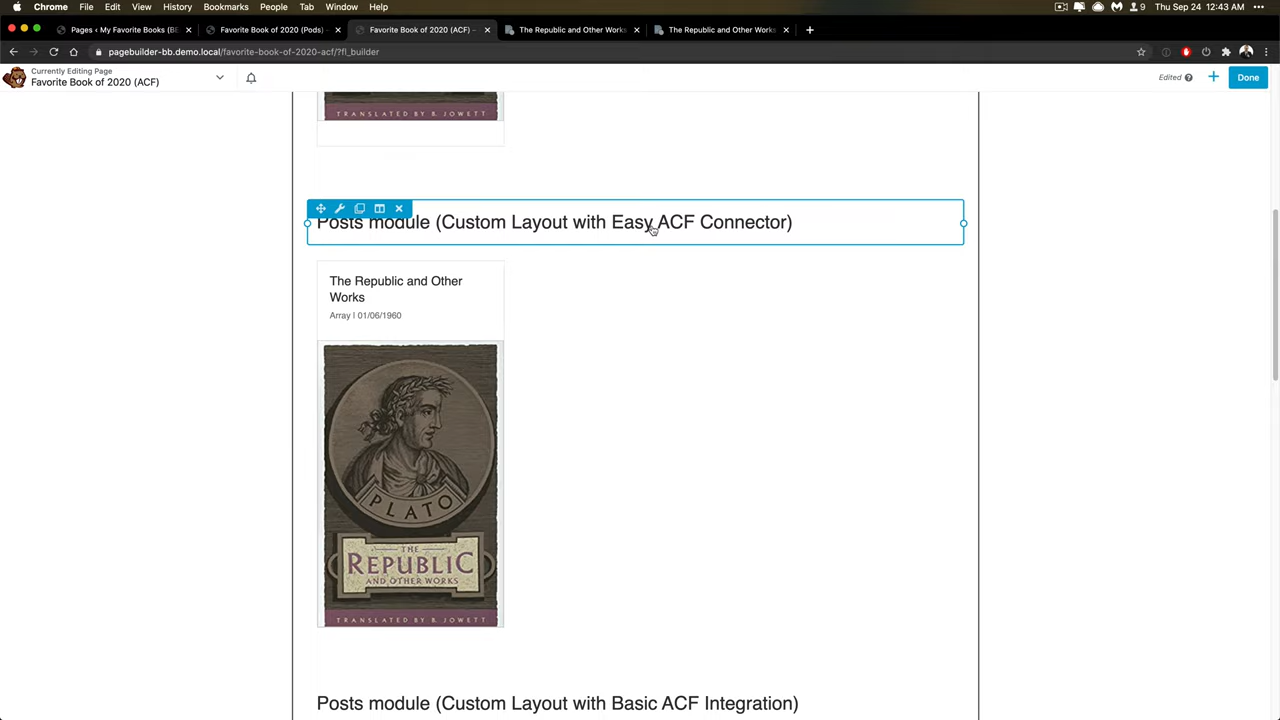 Chrome File Edit View History Bookmarks People Tab Window Help
9 Thu Sep 24 12:43 AM
Pages ‹ My Favorite Books (BE
Favorite Book of 2020 (Pods) -
Favorite Book of 2020 (ACF) –
The Republic and Other Works
The Republic and Other Works
pagebuilder-bb.demo.local/favorite-book-of-2020-acf/?fl_builder
Currently Editing Page
Favorite Book of 2020 (ACF)
Edited
Done
TRANSLATED BY B. JOWETT
Posts module (Custom Layout with Easy ACF Connector)
The Republic and Other
Works
Array | 01/06/1960
PLATO
THE
REPUBLIC
AND OTHER WORKS
TRANSLATED BY B. JOWETT
Posts module (Custom Layout with Basic ACF Integration)